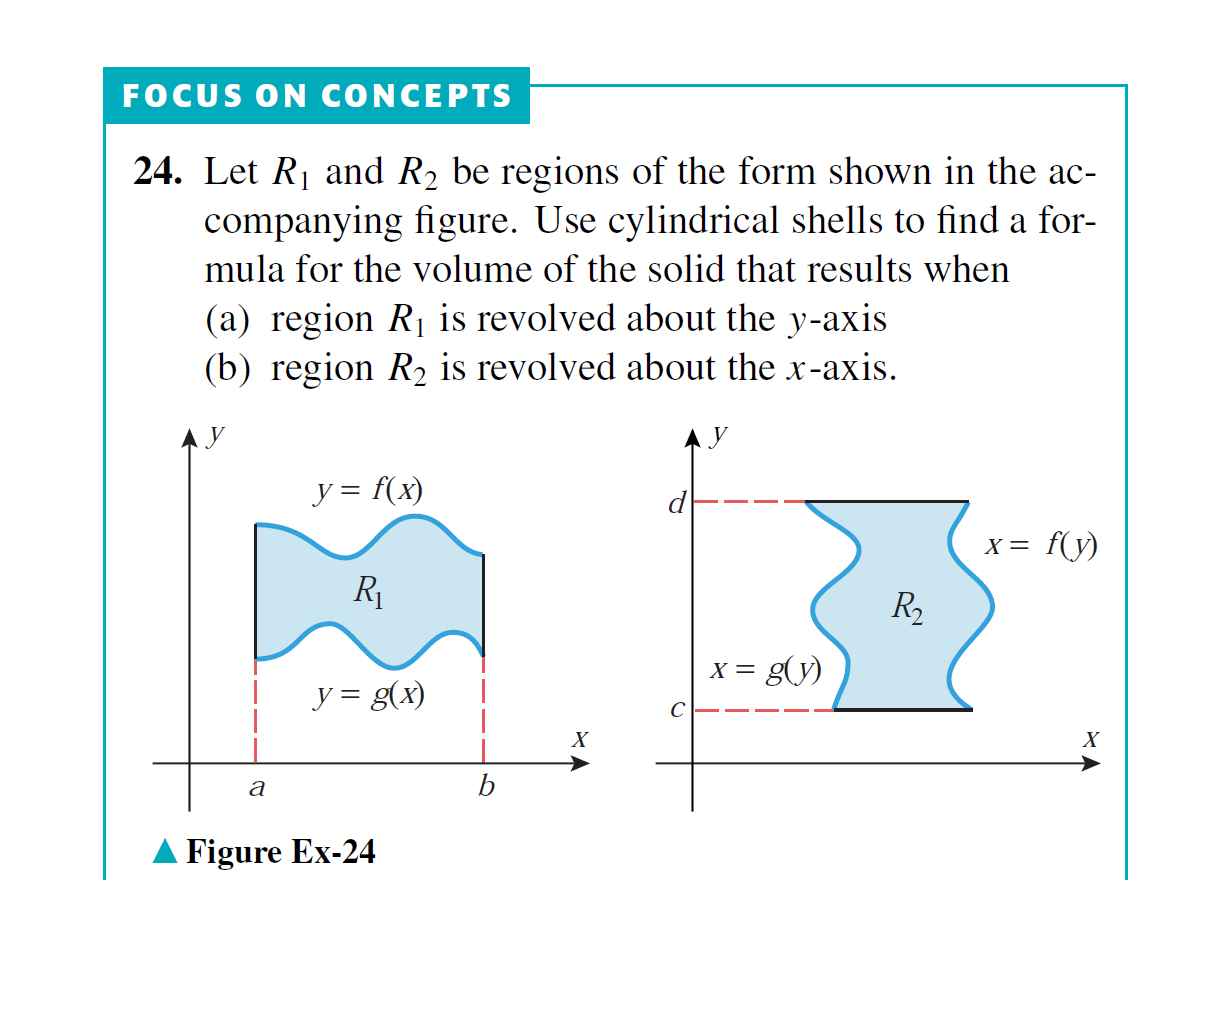 FOCUS ON CONCEPTS
24. Let R₁ and R₂ be regions of the form shown in the ac-
companying figure. Use cylindrical shells to find a for-
mula for the volume of the solid that results when
(a) region R₁ is revolved about the y-axis
(b) region R₂ is revolved about the x-axis.
y
y = f(x)
R₁
y = g(x)
x
a
b
y
d
x = f(y)
R₂
x = g(y)
c
x
▲ Figure Ex-24